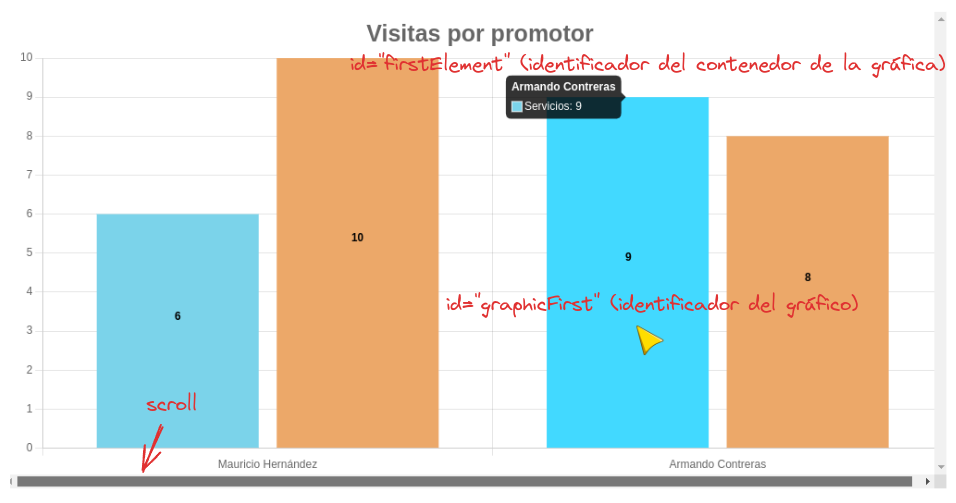 Visitas por promotor
10
id="firstElement" (identificador del contenedor de la gráfica)
Armando Contreras
Servicios: 9
9
8
7
6
5
4
3
2
1
0
6
10
9
8
id="graphicFirst" (identificador del gráfico)
scroll
Mauricio Hernández
Armando Contreras